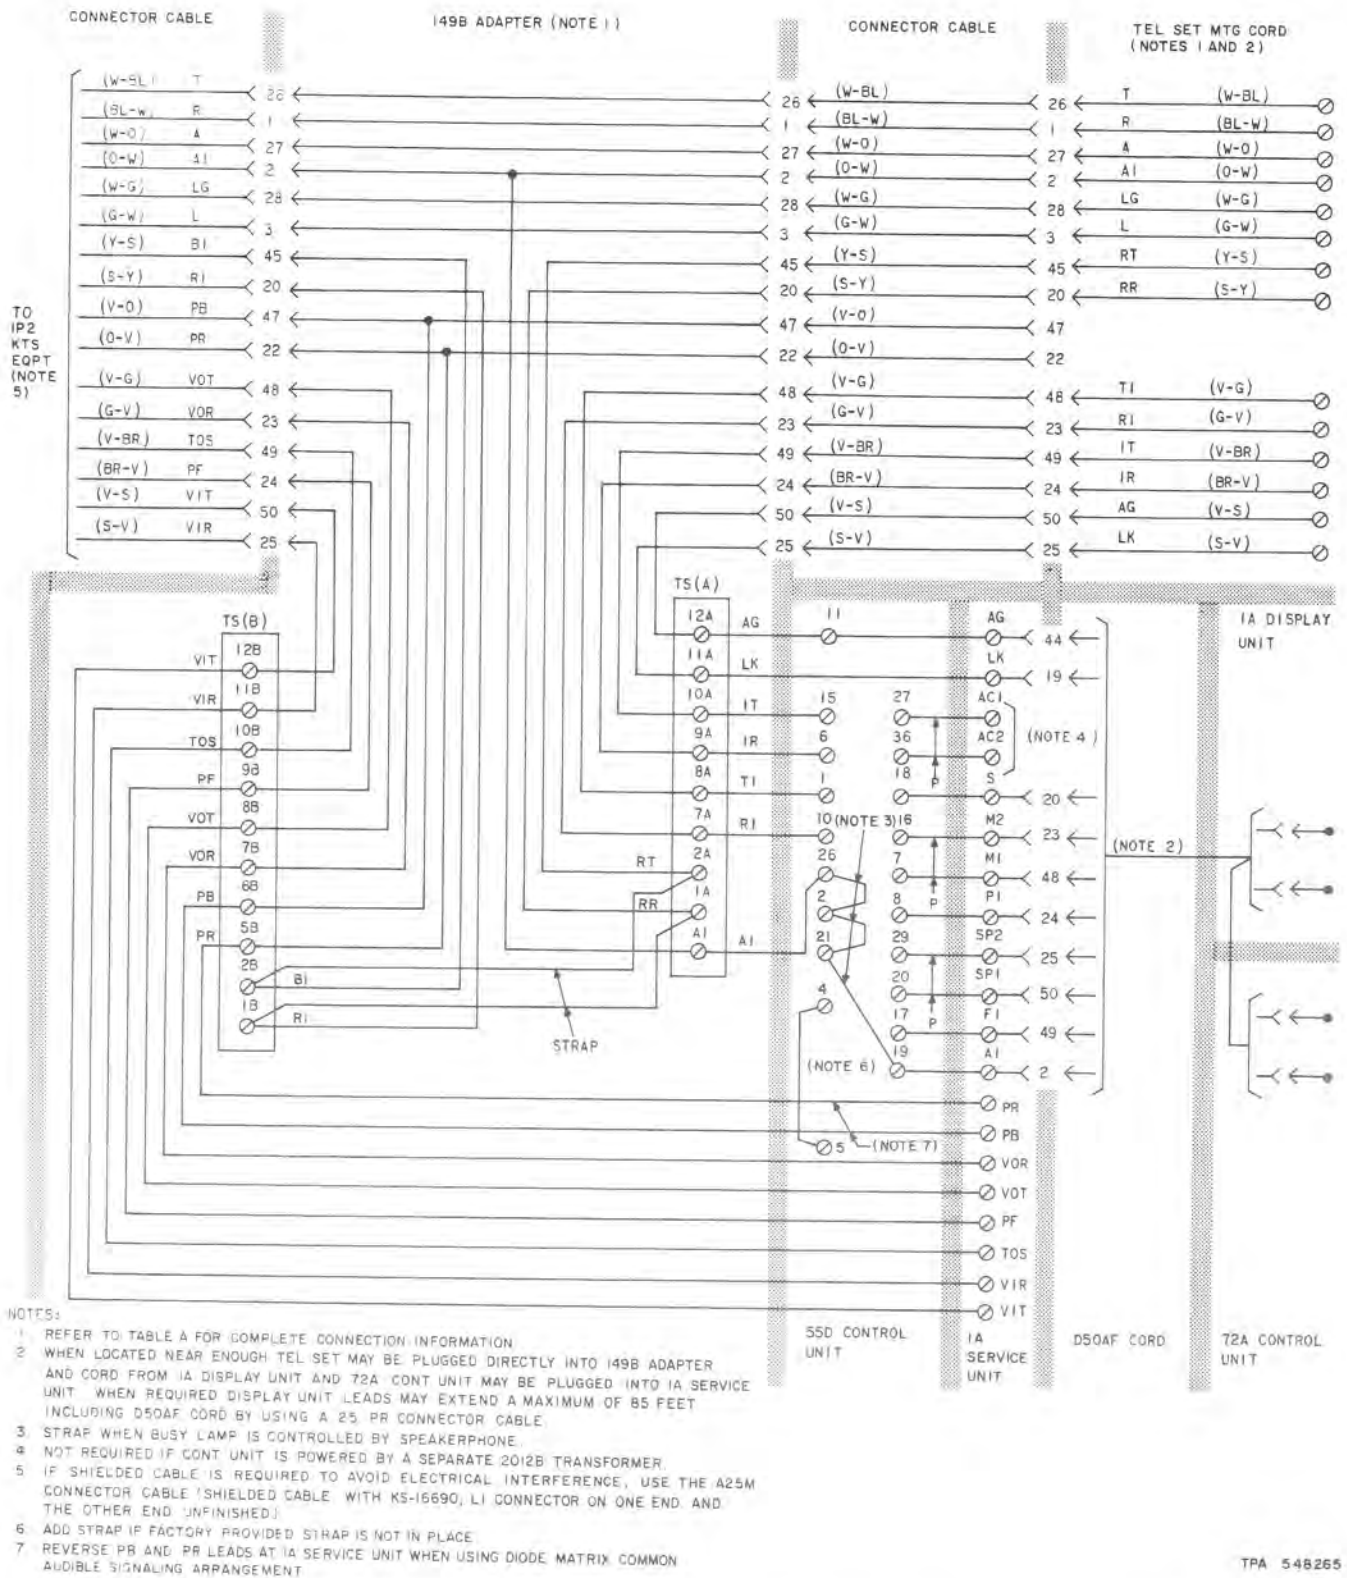 CONNECTOR CABLE
149B ADAPTER (NOTE 1)
CONNECTOR CABLE
TEL SET MTG CORD
(NOTES 1 AND 2)
(W-BL) T 26 26 (W-BL) 26 T (W-BL)
(BL-W) R 1 1 (BL-W) 1 R (BL-W)
(W-O) A 27 27 (W-O) 27 A (W-O)
(O-W) A1 2 2 (O-W) 2 A1 (O-W)
(W-G) LG 28 28 (W-G) 28 LG (W-G)
(G-W) L 3 3 (G-W) 3 L (G-W)
(Y-S) B1 45 45 (Y-S) 45 RT (Y-S)
(S-Y) R1 20 20 (S-Y) 20 RR (S-Y)
(V-O) PB 47 47 (V-O) 47
(O-V) PR 22 22 (O-V) 22
(V-G) VOT 48 48 (V-G) 48 T1 (V-G)
(G-V) VOR 23 23 (G-V) 23 R1 (G-V)
(V-BR) TOS 49 49 (V-BR) 49 IT (V-BR)
(BR-V) PF 24 24 (BR-V) 24 IR (BR-V)
(V-S) VIT 50 50 (V-S) 50 AG (V-S)
(S-V) VIR 25 25 (S-V) 25 LK (S-V)
TO
IP2
KTS
EQPT
(NOTE
5)
TS(B)
VIT 12B
VIR 11B
TOS 10B
PF 9B
VOT 8B
VOR 7B
PB 6B
PR 5B
2B B1
1B R1
STRAP
TS(A)
12A AG 11 AG 44
11A LK LK 19
10A IT 15 27 AC1
9A IR 6 36 AC2 (NOTE 4)
P
8A T1 1 18 S 20
7A R1 10 (NOTE 3) 16 M2 23
RT 2A 26 7 M1 48
P
RR 1A 2 8 P1 24
A1 A1 21 29 SP2 25
4 20 SP1 50
P
17 F1 49
(NOTE 6) 19 A1 2
(NOTE 2)
1A DISPLAY
UNIT
PR
5 (NOTE 7)
PB
VOR
VOT
PF
TOS
VIR
VIT
55D CONTROL
UNIT
1A
SERVICE
UNIT
D50AF CORD
72A CONTROL
UNIT
NOTES:
1 REFER TO TABLE A FOR COMPLETE CONNECTION INFORMATION
2 WHEN LOCATED NEAR ENOUGH TEL SET MAY BE PLUGGED DIRECTLY INTO 149B ADAPTER
AND CORD FROM 1A DISPLAY UNIT AND 72A CONT UNIT MAY BE PLUGGED INTO 1A SERVICE
UNIT. WHEN REQUIRED DISPLAY UNIT LEADS MAY EXTEND A MAXIMUM OF 85 FEET
INCLUDING D50AF CORD BY USING A 25 PR CONNECTOR CABLE
3 STRAP WHEN BUSY LAMP IS CONTROLLED BY SPEAKERPHONE
4 NOT REQUIRED IF CONT UNIT IS POWERED BY A SEPARATE 2012B TRANSFORMER
5 IF SHIELDED CABLE IS REQUIRED TO AVOID ELECTRICAL INTERFERENCE, USE THE A25M
CONNECTOR CABLE (SHIELDED CABLE WITH KS-16690, L1 CONNECTOR ON ONE END AND
THE OTHER END UNFINISHED)
6 ADD STRAP IF FACTORY PROVIDED STRAP IS NOT IN PLACE
7 REVERSE PB AND PR LEADS AT 1A SERVICE UNIT WHEN USING DIODE MATRIX COMMON
AUDIBLE SIGNALING ARRANGEMENT
TPA 548265